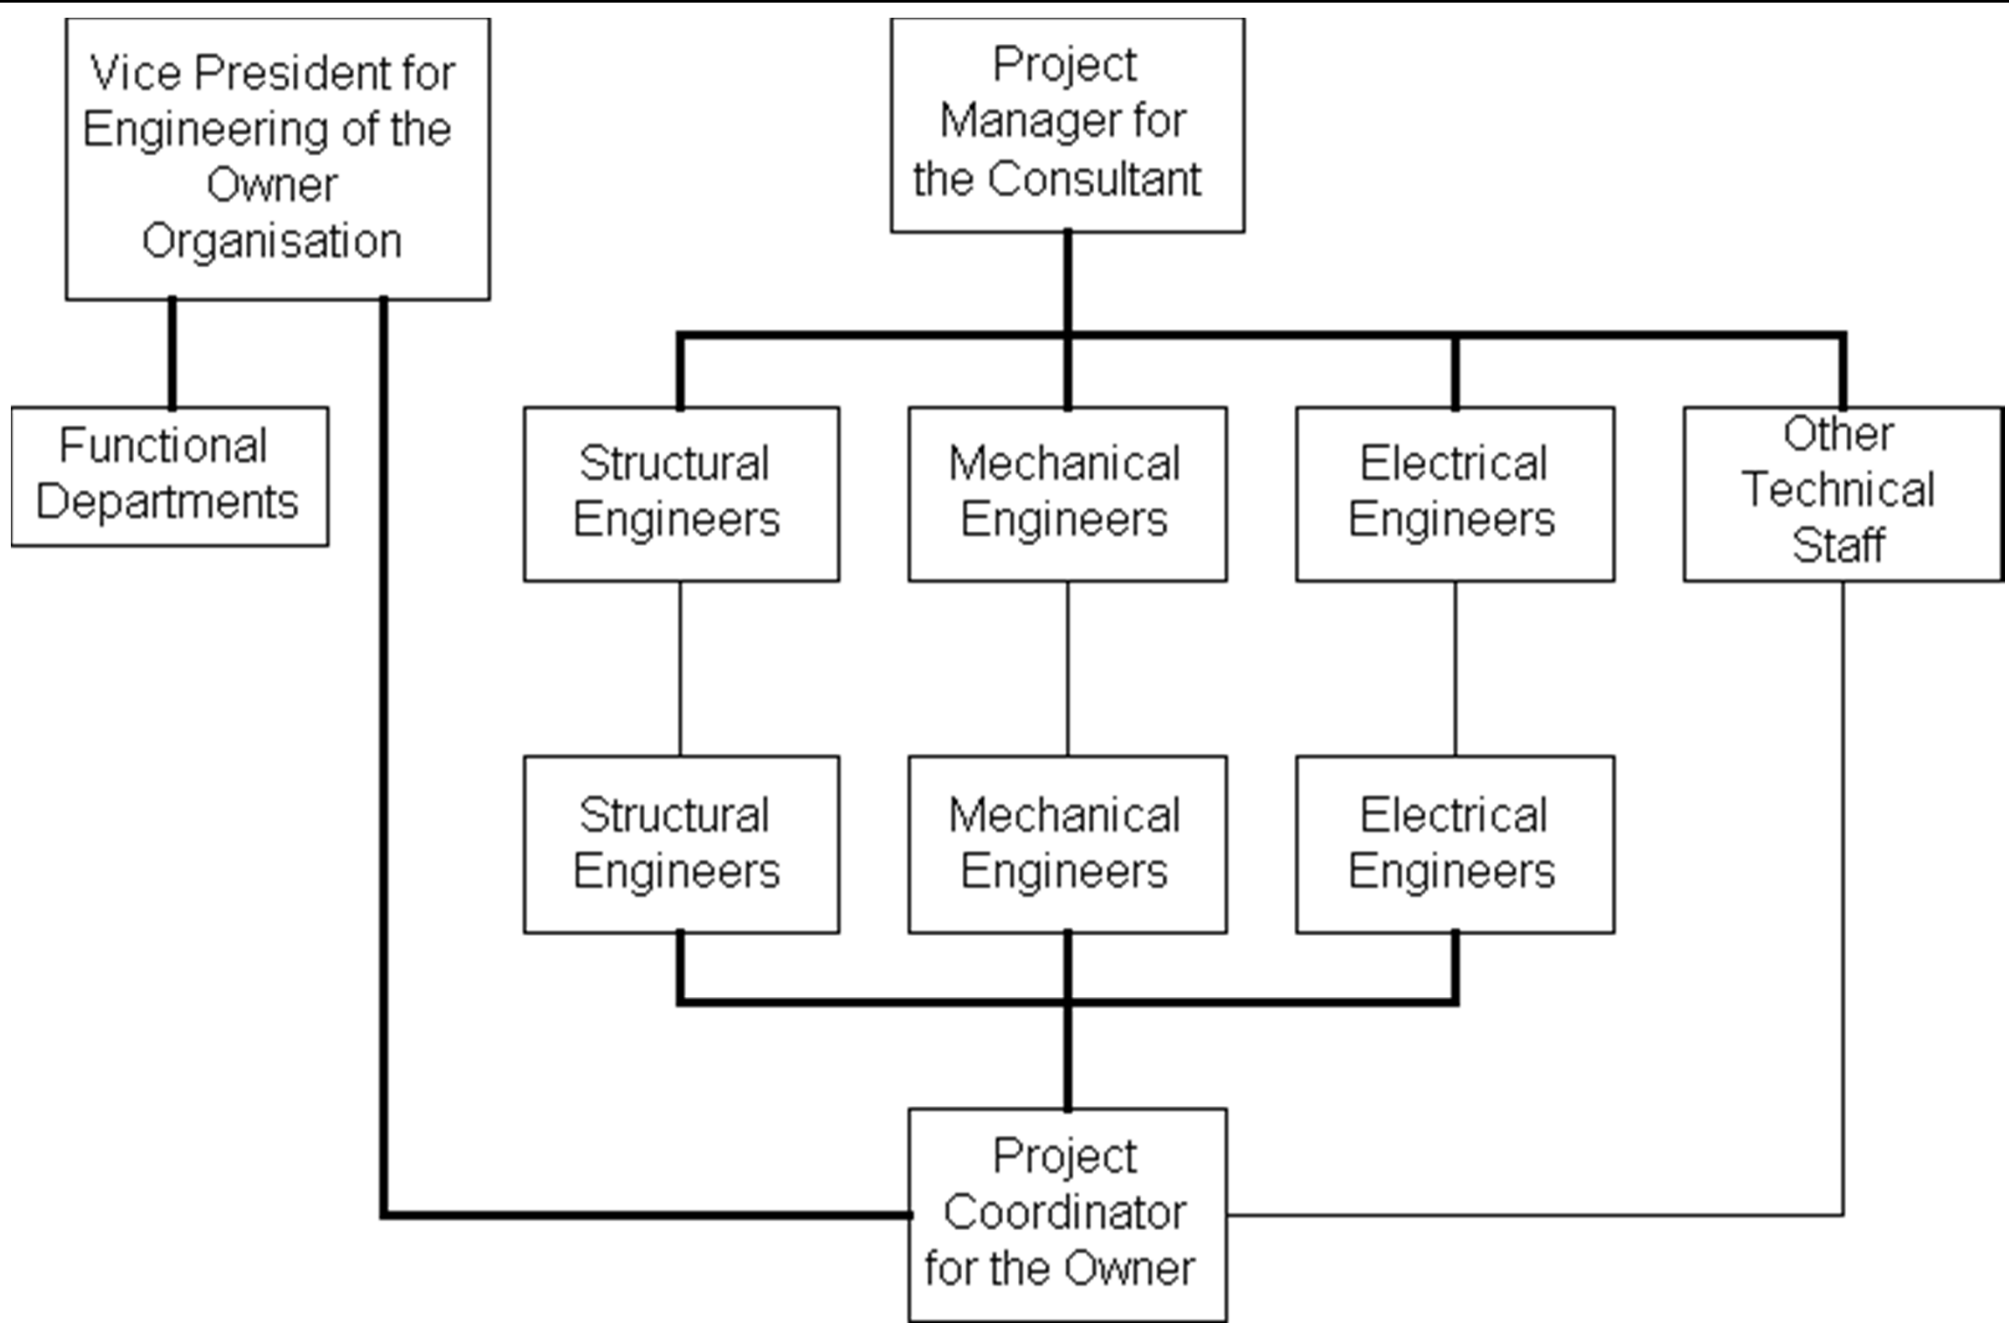 Vice President for
Engineering of the
Owner
Organisation
Project
Manager for
the Consultant
Functional
Departments
Structural
Engineers
Mechanical
Engineers
Electrical
Engineers
Other
Technical
Staff
Structural
Engineers
Mechanical
Engineers
Electrical
Engineers
Project
Coordinator
for the Owner